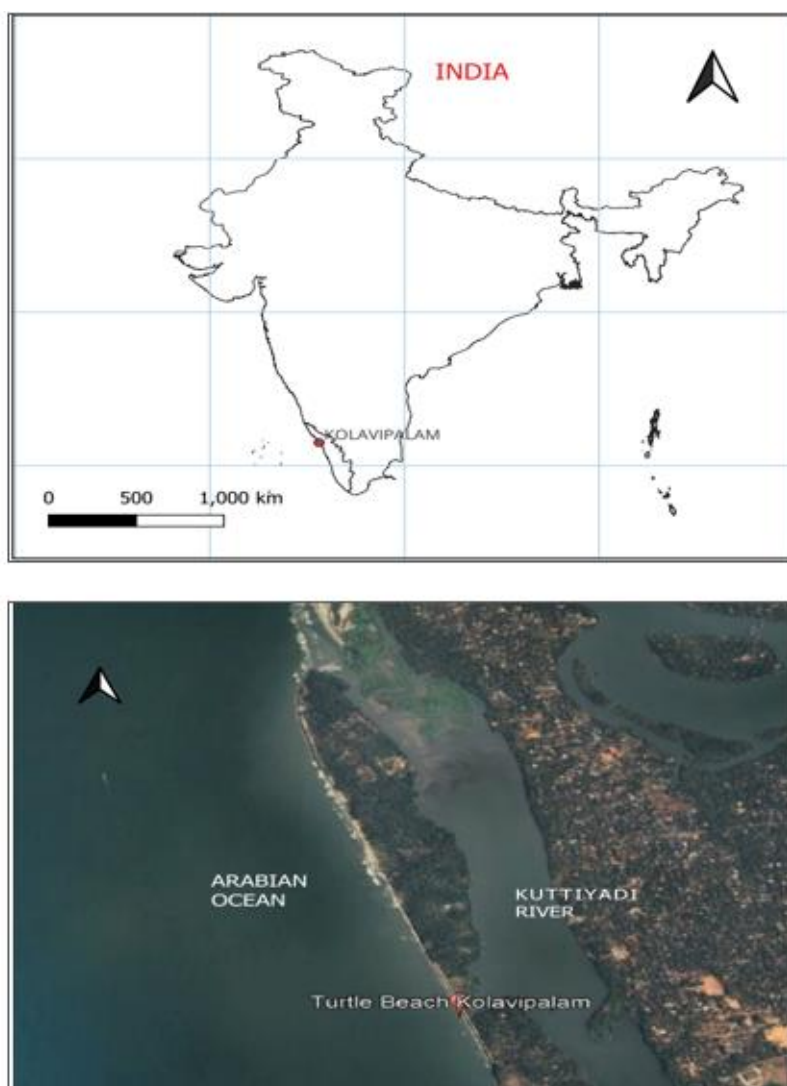 INDIA
KOLAVIPALAM
0 500 1,000 km
ARABIAN
OCEAN
KUTTIYADI
RIVER
Turtle Beach Kolavipalam